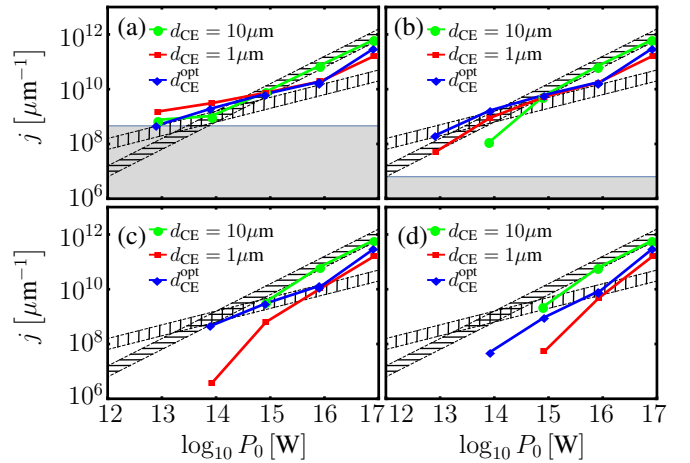 (a) d_CE = 10μm
d_CE = 1μm
d_CE^opt
(b) d_CE = 10μm
d_CE = 1μm
d_CE^opt
10^12
10^10
10^8
10^6
j [μm^−1]
(c) d_CE = 10μm
d_CE = 1μm
d_CE^opt
(d) d_CE = 10μm
d_CE = 1μm
d_CE^opt
10^12
10^10
10^8
10^6
j [μm^−1]
12 13 14 15 16 17
12 13 14 15 16 17
log_10 P_0 [W]
log_10 P_0 [W]